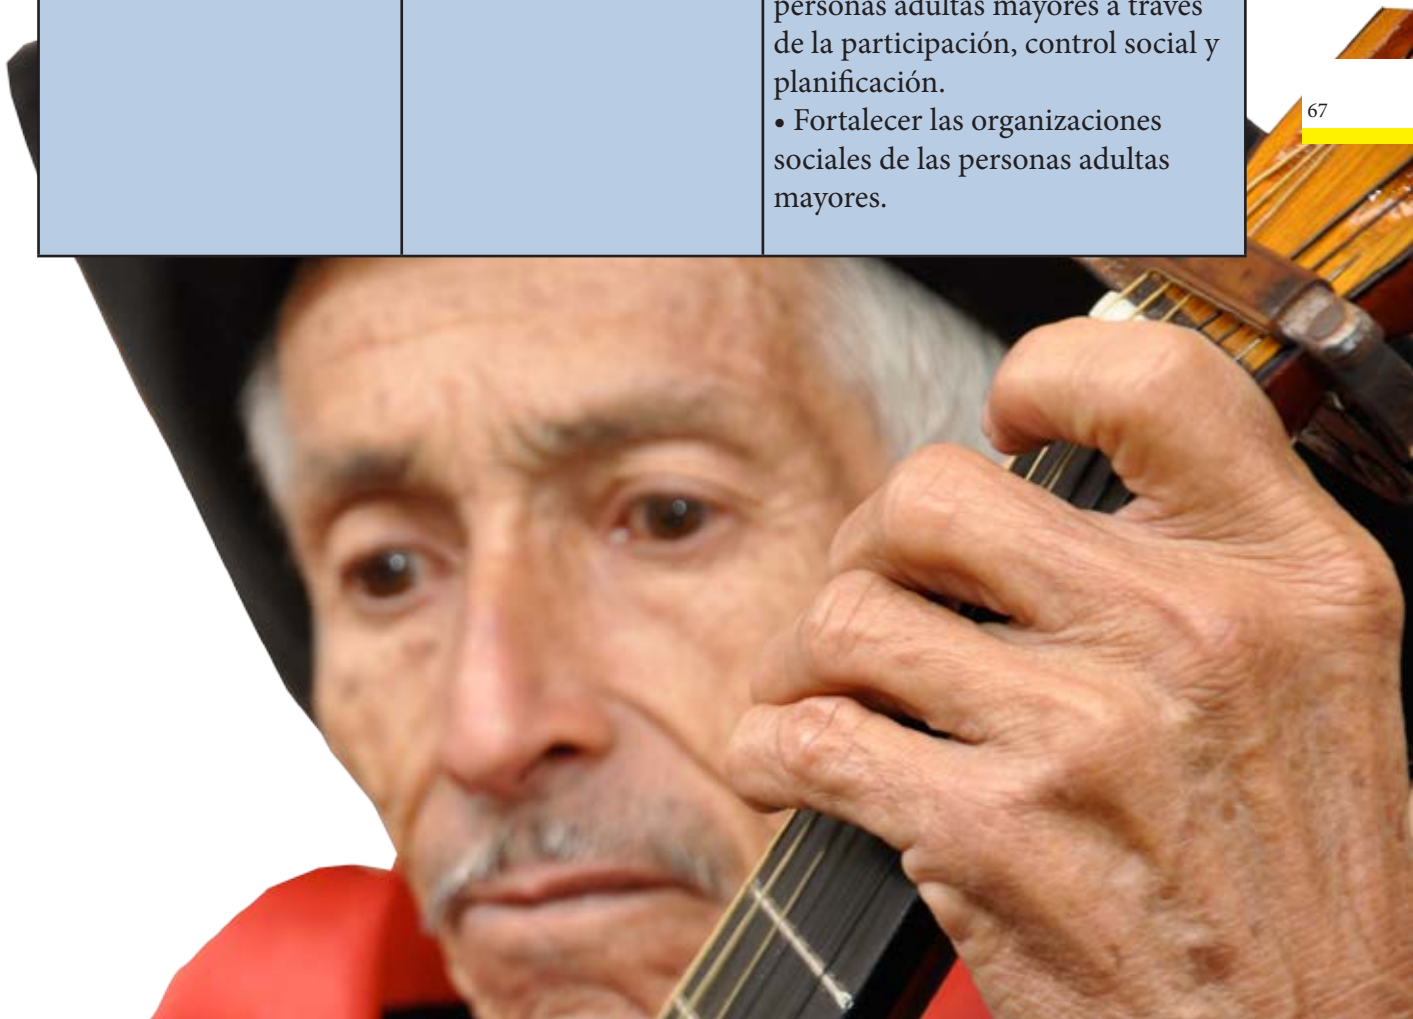 personas adultas mayores a través
de la participación, control social y
planificación.
• Fortalecer las organizaciones
sociales de las personas adultas
mayores.
67